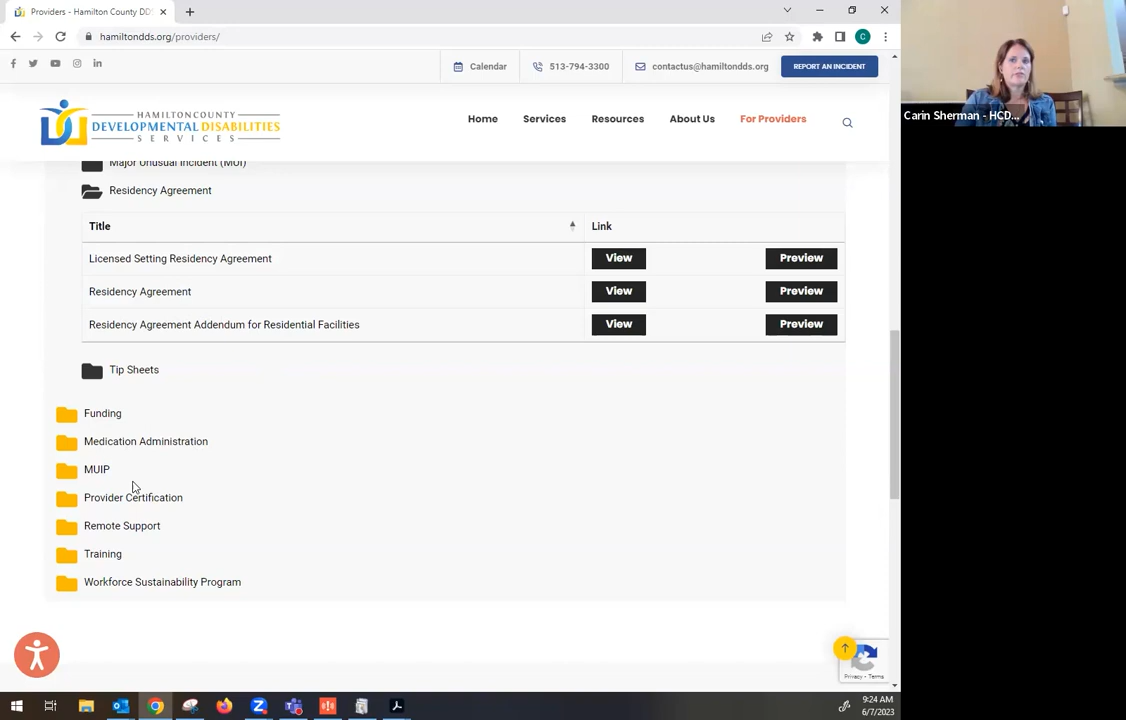 Providers - Hamilton County DDS
hamiltondds.org/providers/
C
Calendar
513-794-3300
contactus@hamiltondds.org
REPORT AN INCIDENT
HAMILTON COUNTY
DEVELOPMENTAL DISABILITIES
SERVICES
Home
Services
Resources
About Us
For Providers
Carin Sherman - HCD...
Major Unusual Incident (MUI)
Residency Agreement
Title
Link
Licensed Setting Residency Agreement
View
Preview
Residency Agreement
View
Preview
Residency Agreement Addendum for Residential Facilities
View
Preview
Tip Sheets
Funding
Medication Administration
MUIP
Provider Certification
Remote Support
Training
Workforce Sustainability Program
Privacy - Terms
9:24 AM
6/7/2023